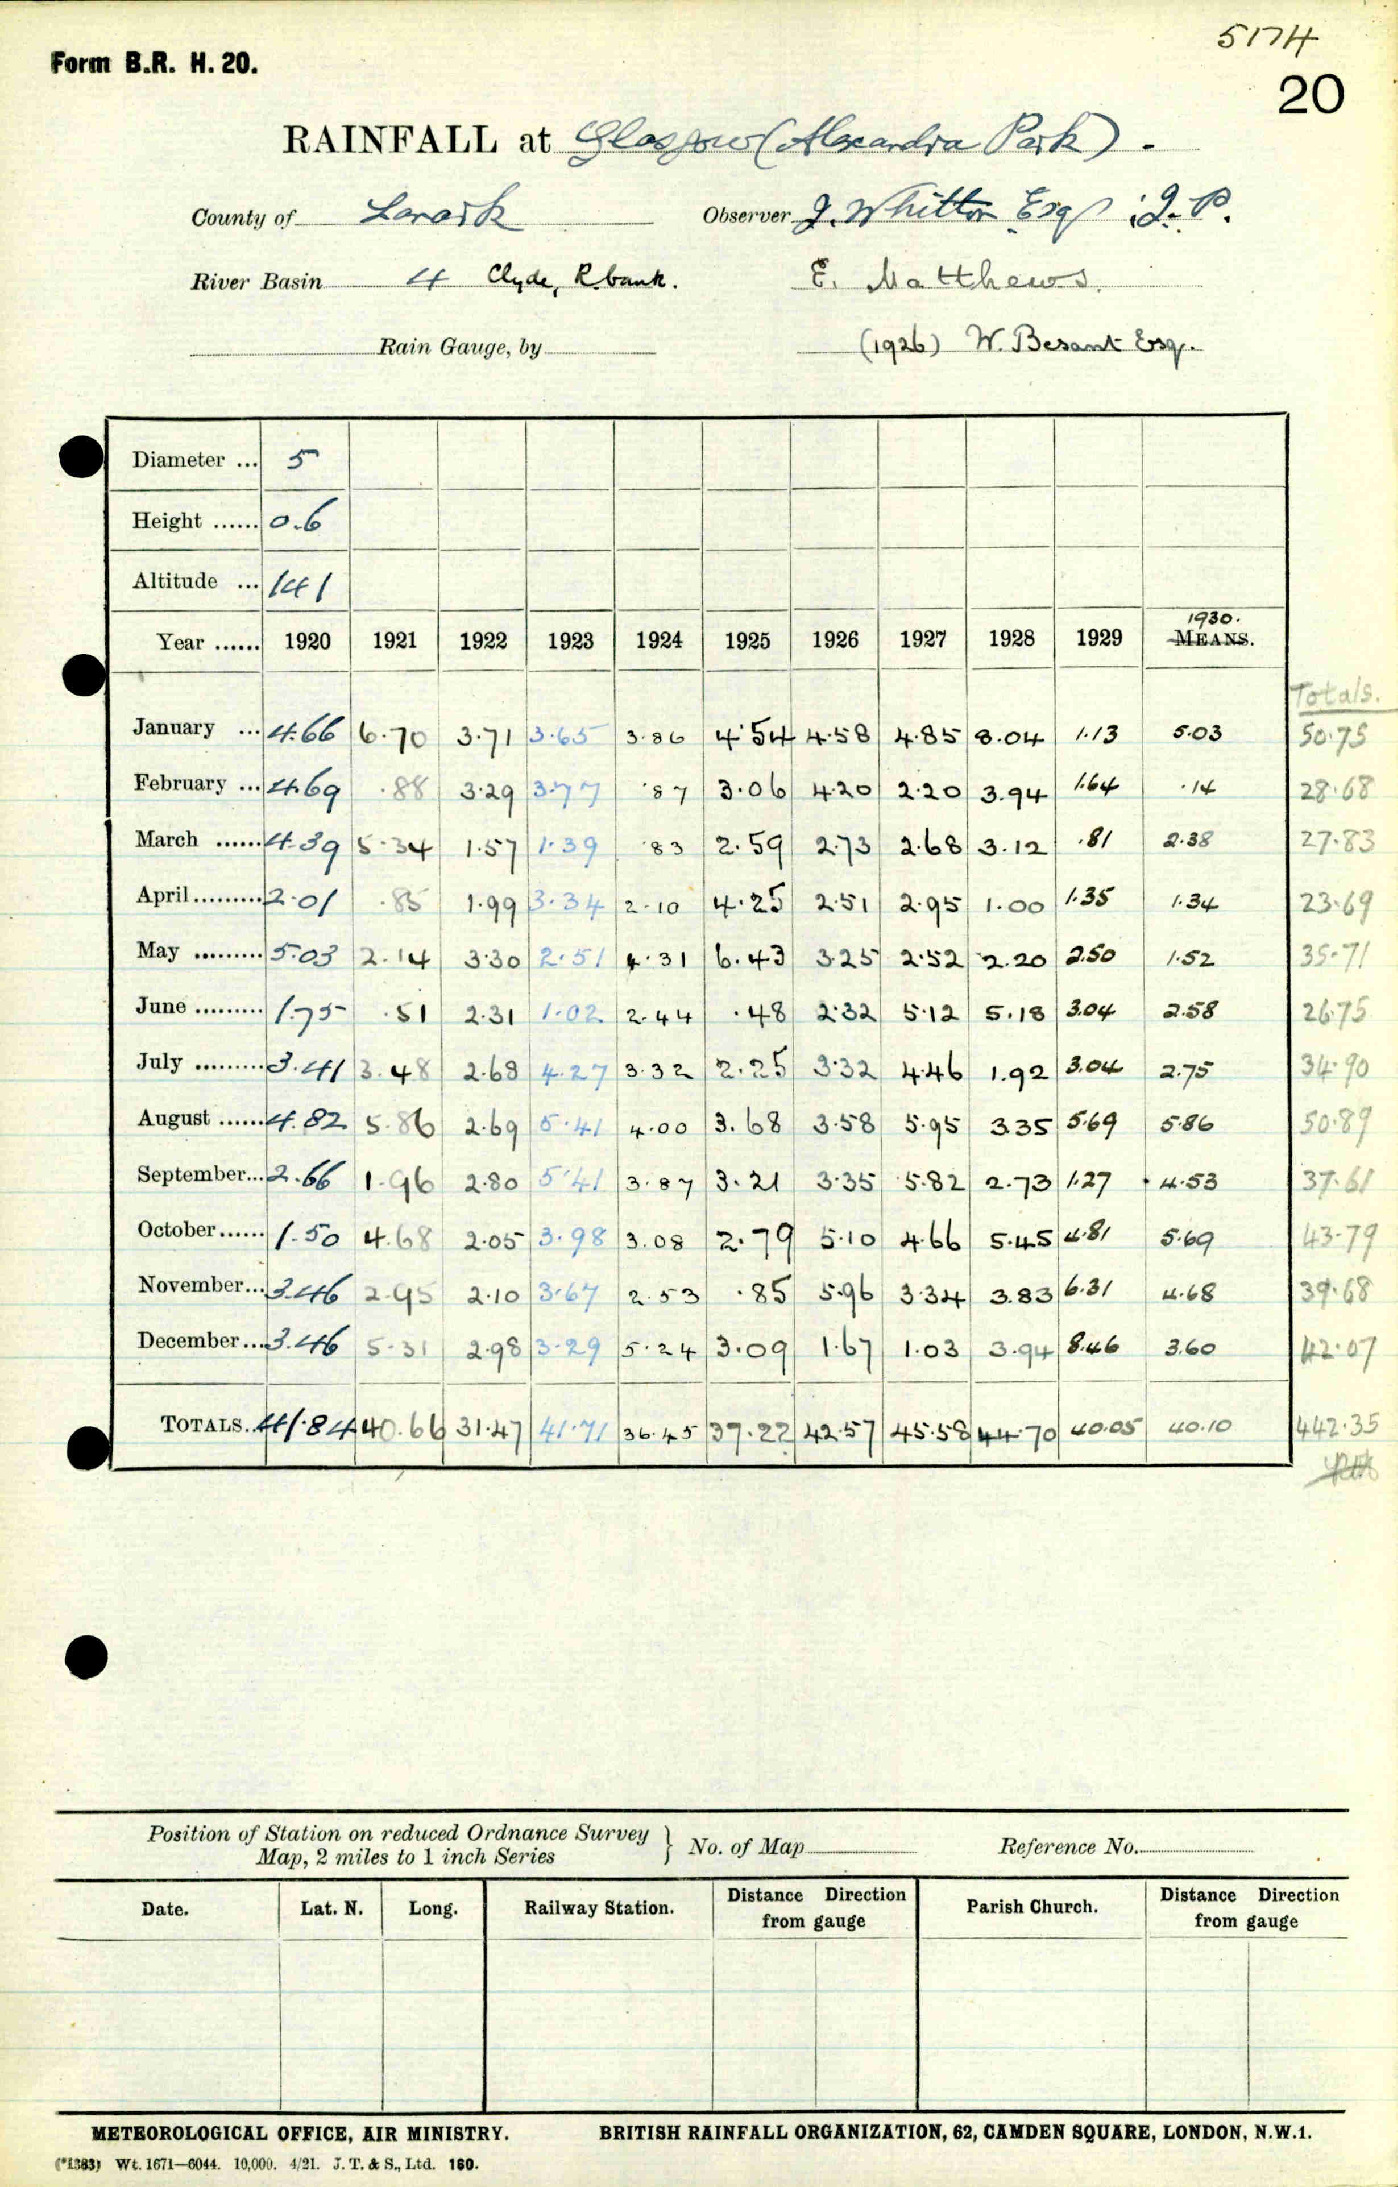 5174
Form B.R. H. 20.
20
RAINFALL at Glasgow (Alexandra Park).
County of Lanark Observer J. Whitton Esq; J. P.
River Basin 4 Clyde, R. bank. E. Matthews.
Rain Gauge, by (1926) W. Besant Esq.
Diameter ... 5
Height ...... 0.6
Altitude ... 141
1930.
Year ...... 1920 1921 1922 1923 1924 1925 1926 1927 1928 1929 MEANS.
Totals.
January ... 4.66 6.70 3.71 3.65 3.86 4.54 4.58 4.85 8.04 1.13 5.03 50.75
February ... 4.69 .88 3.29 3.77 .87 3.06 4.20 2.20 3.94 1.64 .14 28.68
March ...... 4.39 5.34 1.57 1.39 .83 2.59 2.73 2.68 3.12 .81 2.38 27.83
April ......... 2.01 .85 1.99 3.34 2.10 4.25 2.51 2.95 1.00 1.35 1.34 23.69
May ......... 5.03 2.14 3.30 2.51 4.31 6.43 3.25 2.52 2.20 2.50 1.52 35.71
June ......... 1.75 .51 2.31 1.02 2.44 .48 2.32 5.12 5.18 3.04 2.58 26.75
July ......... 3.41 3.48 2.68 4.27 3.32 2.25 3.32 4.46 1.92 3.04 2.75 34.90
August ...... 4.82 5.86 2.69 5.41 4.00 3.68 3.58 5.95 3.35 5.69 5.86 50.89
September... 2.66 1.96 2.80 5.41 3.87 3.21 3.35 5.82 2.73 1.27 4.53 37.61
October ...... 1.50 4.68 2.05 3.98 3.08 2.79 5.10 4.66 5.45 4.81 5.69 43.79
November... 3.46 2.95 2.10 3.67 2.53 .85 5.96 3.34 3.83 6.31 4.68 39.68
December ... 3.46 5.31 2.98 3.29 5.24 3.09 1.67 1.03 3.94 8.46 3.60 42.07
TOTALS... 41.84 40.66 31.47 41.71 36.45 37.22 42.57 45.58 44.70 40.05 40.10 442.35
Position of Station on reduced Ordnance Survey Map, 2 miles to 1 inch Series } No. of Map Reference No.
Date. Lat. N. Long. Railway Station. Distance Direction from gauge Parish Church. Distance Direction from gauge
METEOROLOGICAL OFFICE, AIR MINISTRY. BRITISH RAINFALL ORGANIZATION, 62, CAMDEN SQUARE, LONDON, N.W.1.
(*1383) Wt. 1671—6044. 10,000. 4/21. J. T. & S., Ltd. 160.